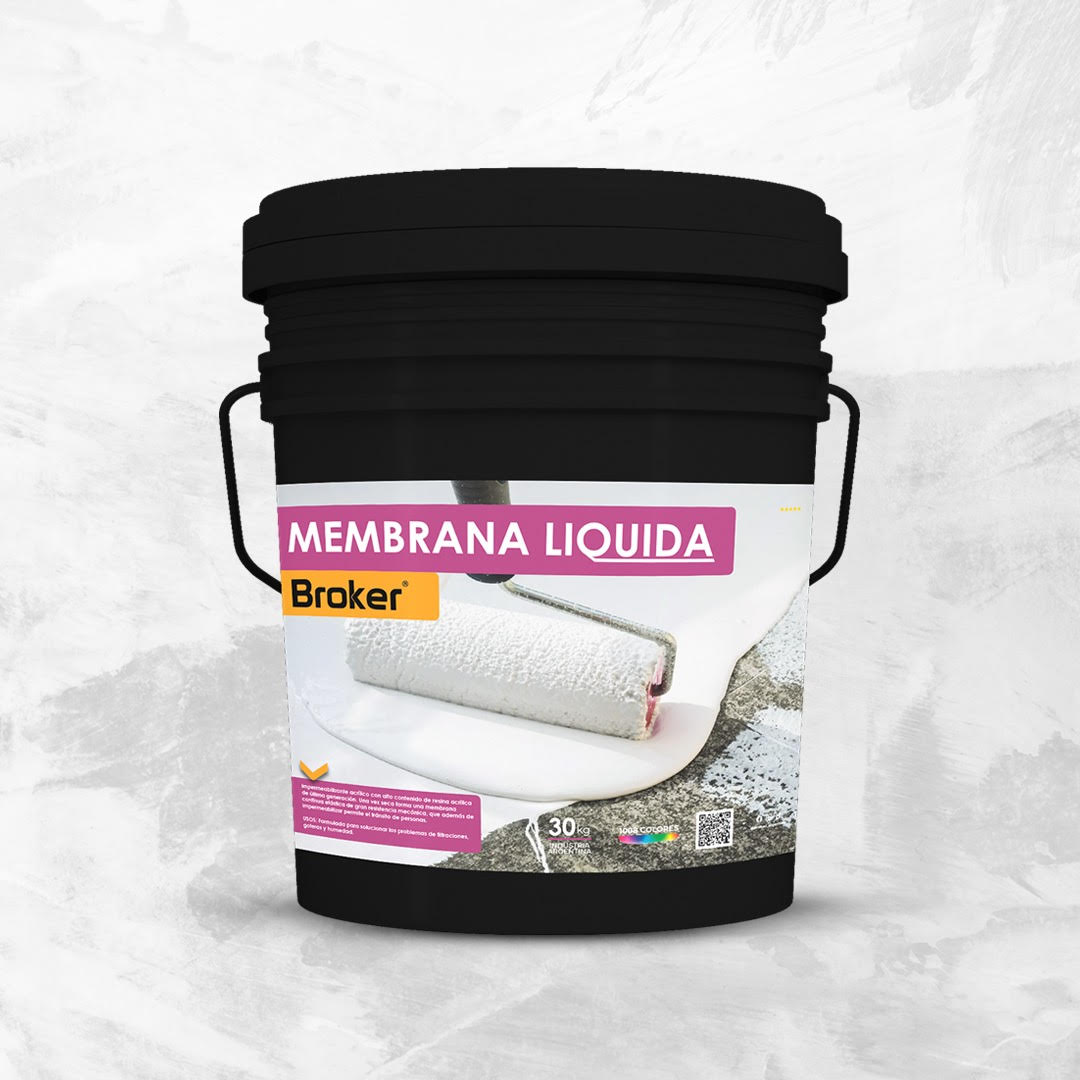 MEMBRANA LIQUIDA
Broker®
Impermeabilizante acrílico con alto contenido de resina acrílica
de última generación. Una vez seca forma una membrana
continua elástica de gran resistencia mecánica, que además de
impermeabilizar permite el tránsito de personas.
USOS: Formulado para solucionar los problemas de filtraciones,
goteras y humedad.
30kg
INDUSTRIA
ARGENTINA
1008 COLORES